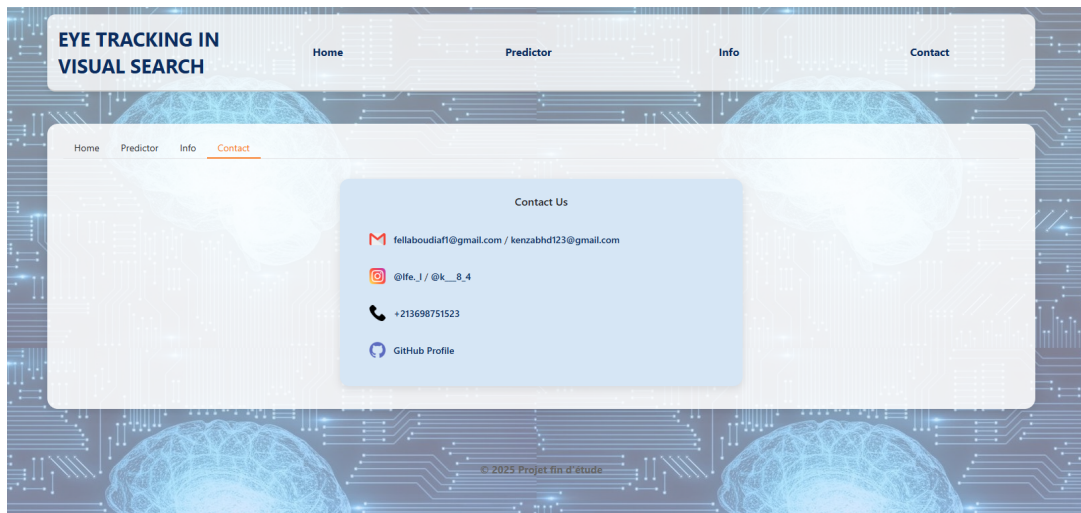 EYE TRACKING IN
VISUAL SEARCH
Home Predictor Info Contact
Home Predictor Info Contact
Contact Us
fellaboudiaf1@gmail.com / kenzabhd123@gmail.com
@lfe._l / @k___8_4
+213698751523
GitHub Profile
© 2025 Projet fin d'étude